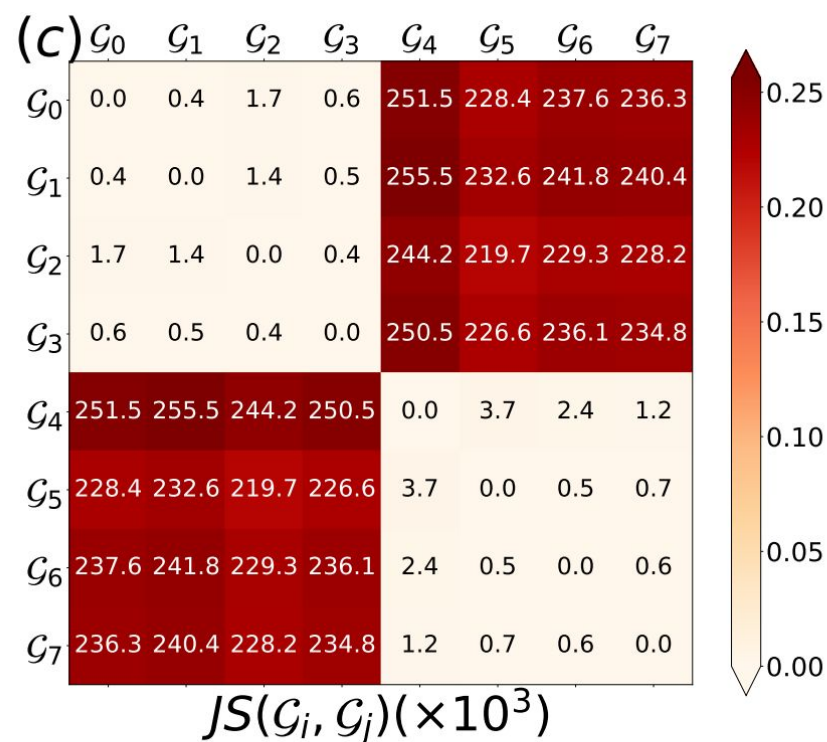 (c) 𝒢₀ 𝒢₁ 𝒢₂ 𝒢₃ 𝒢₄ 𝒢₅ 𝒢₆ 𝒢₇
𝒢₀ 0.0 0.4 1.7 0.6 251.5 228.4 237.6 236.3
𝒢₁ 0.4 0.0 1.4 0.5 255.5 232.6 241.8 240.4
𝒢₂ 1.7 1.4 0.0 0.4 244.2 219.7 229.3 228.2
𝒢₃ 0.6 0.5 0.4 0.0 250.5 226.6 236.1 234.8
𝒢₄ 251.5 255.5 244.2 250.5 0.0 3.7 2.4 1.2
𝒢₅ 228.4 232.6 219.7 226.6 3.7 0.0 0.5 0.7
𝒢₆ 237.6 241.8 229.3 236.1 2.4 0.5 0.0 0.6
𝒢₇ 236.3 240.4 228.2 234.8 1.2 0.7 0.6 0.0
JS(𝒢ᵢ, 𝒢ⱼ)(×10³)
0.25
0.20
0.15
0.10
0.05
0.00